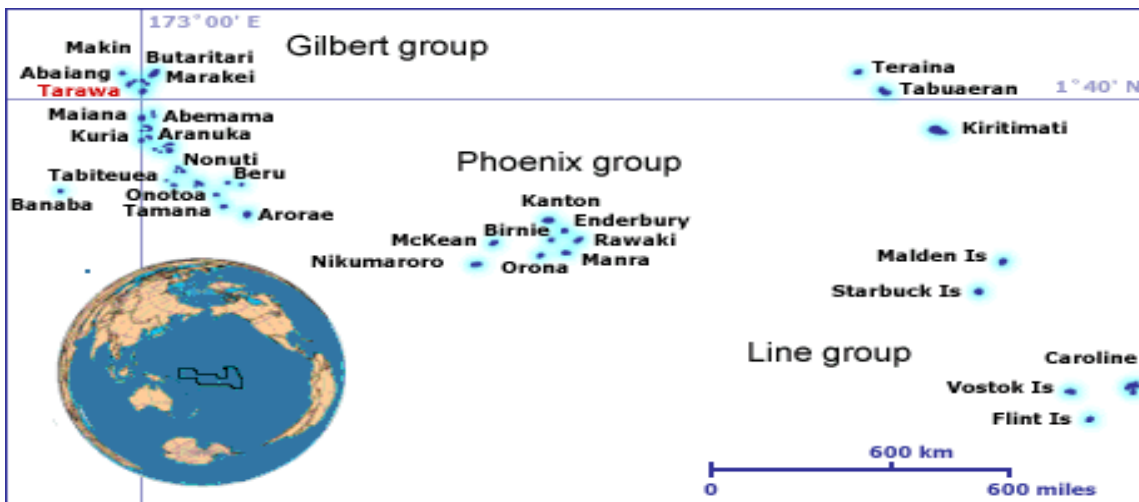 173°00' E
Makin
Gilbert group
Butaritari
Abaiang
Marakei
Teraina
Tarawa
Tabuaeran
1°40' N
Maiana
Abemama
Kuria
Aranuka
Kiritimati
Nonuti
Phoenix group
Tabiteuea
Beru
Banaba
Onotoa
Tamana
Arorae
Kanton
Enderbury
Birnie
McKean
Rawaki
Nikumaroro
Orona
Manra
Malden Is
Starbuck Is
Line group
Caroline
Vostok Is
Flint Is
600 km
0
600 miles